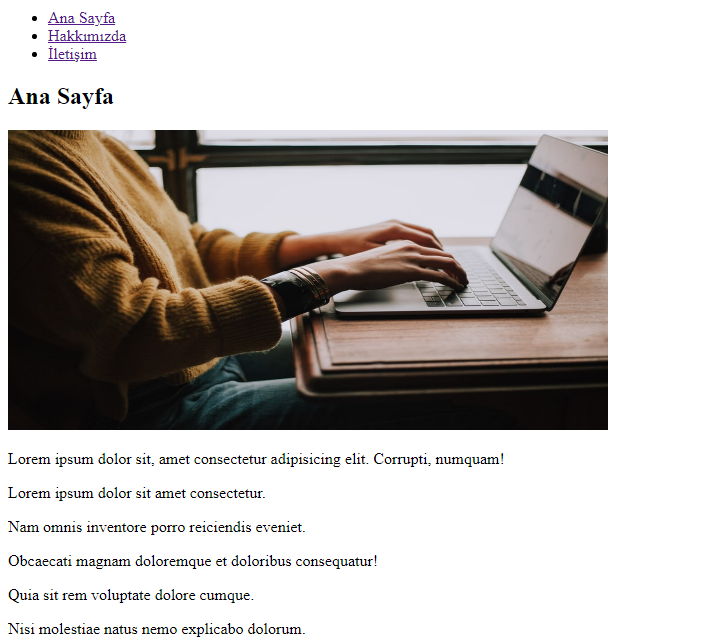 Ana Sayfa
Hakkımızda
İletişim
Ana Sayfa
Lorem ipsum dolor sit, amet consectetur adipisicing elit. Corrupti, numquam!
Lorem ipsum dolor sit amet consectetur.
Nam omnis inventore porro reiciendis eveniet.
Obcaecati magnam doloremque et doloribus consequatur!
Quia sit rem voluptate dolore cumque.
Nisi molestiae natus nemo explicabo dolorum.